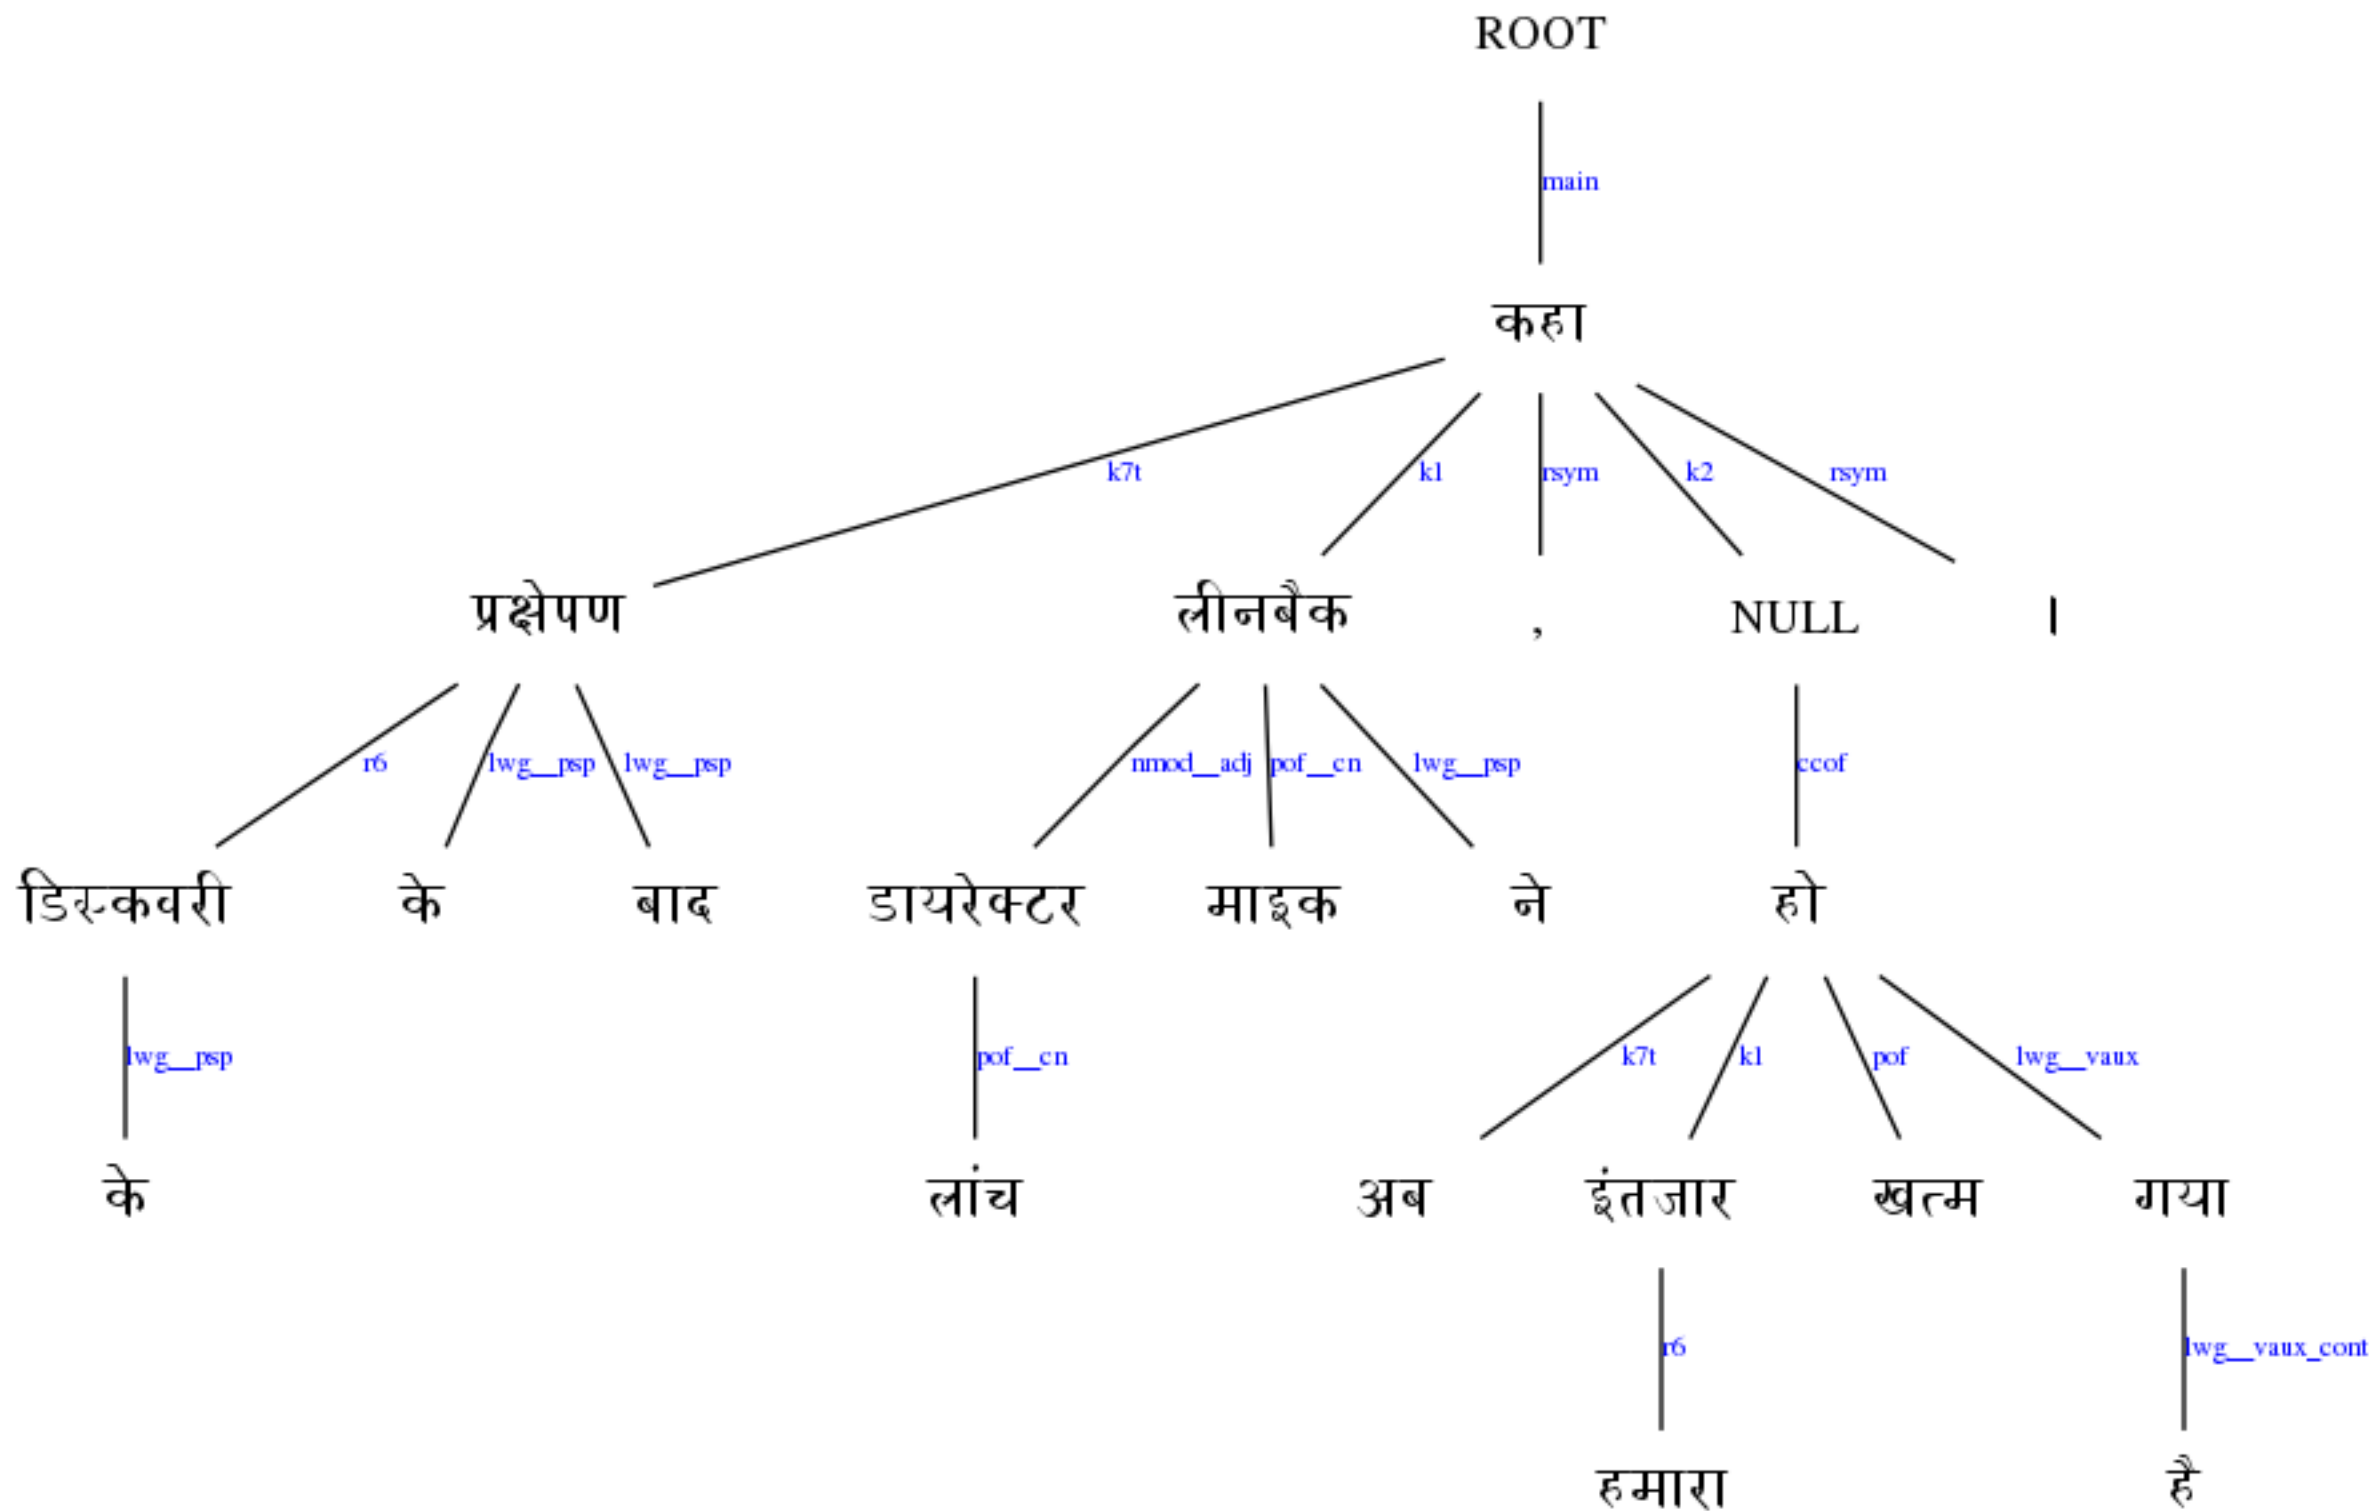 ROOT
main
कहा
k7t k1 rsym k2 rsym
प्रक्षेपण लीनबैक , NULL ।
r6 lwg__psp lwg__psp nmod__adj pof__cn lwg__psp ccof
डिस्कवरी के बाद डायरेक्टर माइक ने हो
lwg__psp pof__cn k7t k1 pof lwg__vaux
के लांच अब इंतजार खत्म गया
r6 lwg__vaux_cont
हमारा है